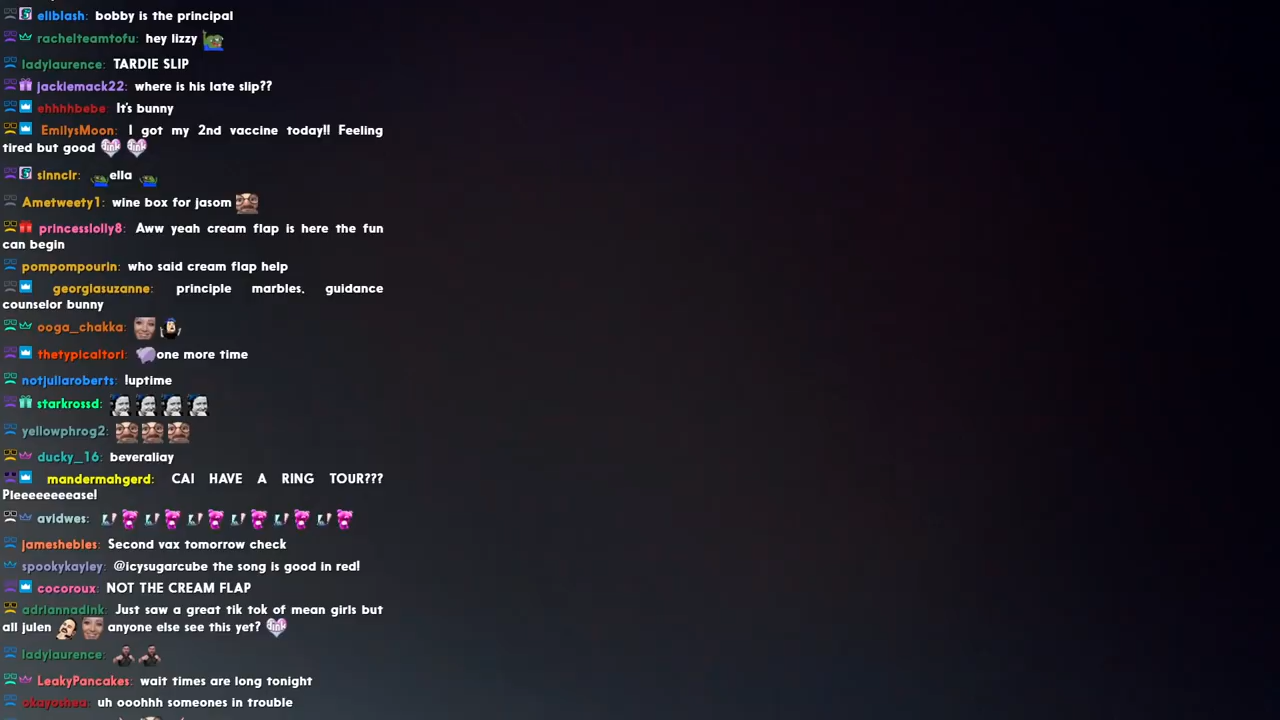 ellblash: bobby is the principal
rachelteamtofu: hey lizzy
ladylaurence: TARDIE SLIP
jackiemack22: where is his late slip??
ehhhhbebe: It's bunny
EmilysMoon: I got my 2nd vaccine today!! Feeling
tired but good
sinnclr: ella
Ametweety1: wine box for jasom
princesslolly8: Aww yeah cream flap is here the fun
can begin
pompompourin: who said cream flap help
georgiasuzanne: principle marbles, guidance
counselor bunny
ooga_chakka:
thetypicaltori: one more time
notjuliaroberts: !uptime
starkrossd:
yellowphrog2:
ducky_16: beveraliay
mandermahgerd: CAI HAVE A RING TOUR???
Pleeeeeeease!
avidwes:
jameshebles: Second vax tomorrow check
spookykayley: @icysugarcube the song is good in red!
cocoroux: NOT THE CREAM FLAP
adriannadink: Just saw a great tik tok of mean girls but
all julen anyone else see this yet?
ladylaurence:
LeakyPancakes: wait times are long tonight
okayoshea: uh ooohhh someones in trouble